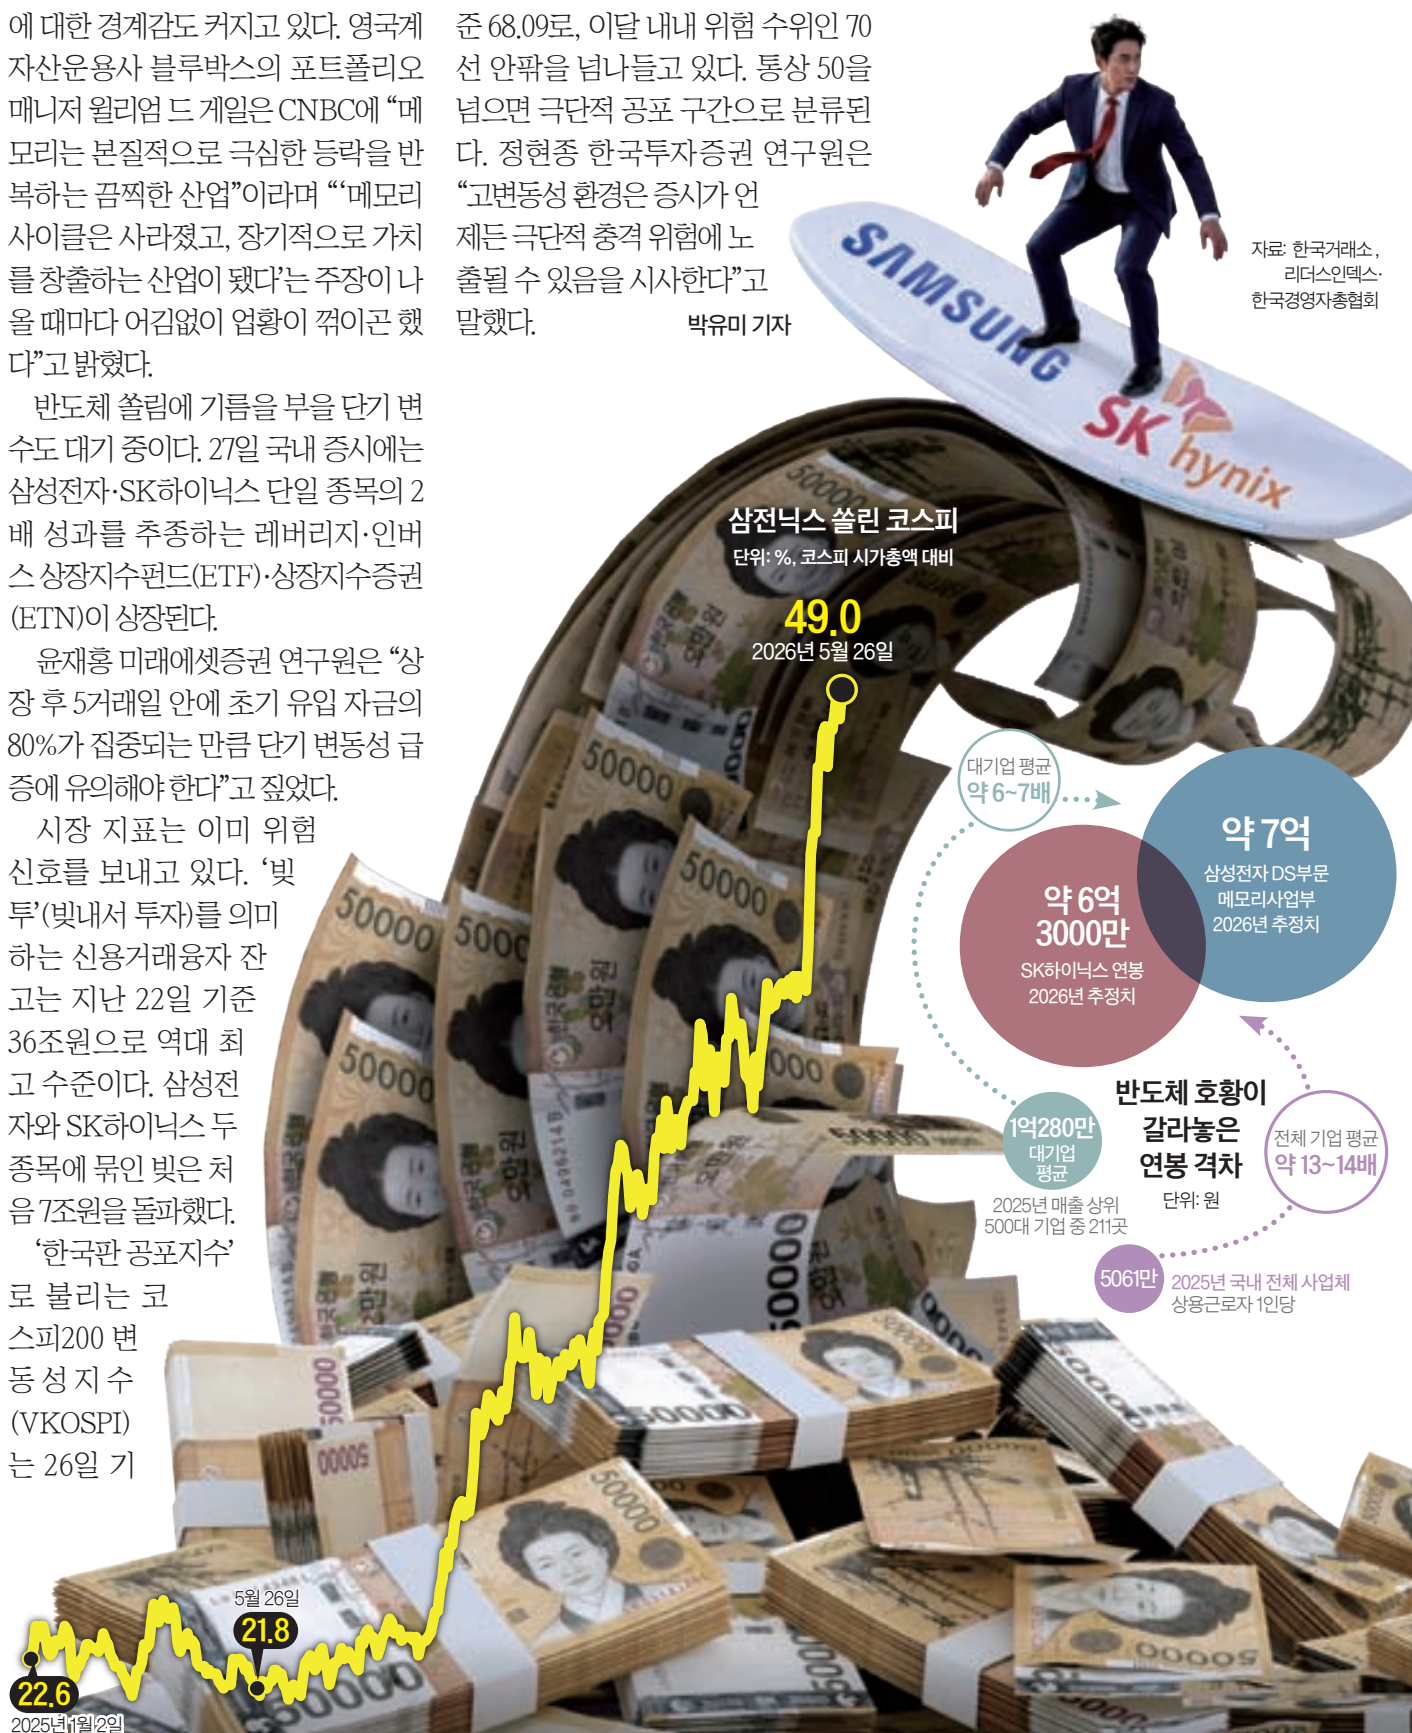 에 대한 경계감도 커지고 있다. 영국계
자산운용사 블루박스의 포트폴리오
매니저 윌리엄 드 게일은 CNBC에 “메
모리는 본질적으로 극심한 등락을 반
복하는 끔찍한 산업”이라며 “‘메모리
사이클은 사라졌고, 장기적으로 가치
를 창출하는 산업이 됐다’는 주장이 나
올 때마다 어김없이 업황이 꺾이곤 했
다”고 밝혔다.
반도체 쏠림에 기름을 부을 단기 변
수도 대기 중이다. 27일 국내 증시에는
삼성전자·SK하이닉스 단일 종목의 2
배 성과를 추종하는 레버리지·인버
스 상장지수펀드(ETF)·상장지수증권
(ETN)이 상장된다.
윤재홍 미래에셋증권 연구원은 “상
장 후 5거래일 안에 초기 유입 자금의
80%가 집중되는 만큼 단기 변동성 급
증에 유의해야 한다”고 짚었다.
시장 지표는 이미 위험
신호를 보내고 있다. ‘빚
투’(빚내서 투자)를 의미
하는 신용거래융자 잔
고는 지난 22일 기준
36조원으로 역대 최
고 수준이다. 삼성전
자와 SK하이닉스 두
종목에 묶인 빚은 처
음 7조원을 돌파했다.
‘한국판 공포지수’
로 불리는 코
스피200 변
동성지수
(VKOSPI)
는 26일 기
준 68.09로, 이달 내내 위험 수위인 70
선 안팎을 넘나들고 있다. 통상 50을
넘으면 극단적 공포 구간으로 분류된
다. 정현종 한국투자증권 연구원은
“고변동성 환경은 증시가 언
제든 극단적 충격 위험에 노
출될 수 있음을 시사한다”고
말했다.
박유미 기자
자료: 한국거래소,
리더스인덱스·
한국경영자총협회
SAMSUNG
SK hynix
삼전닉스 쏠린 코스피
단위: %, 코스피 시가총액 대비
49.0
2026년 5월 26일
5월 26일
21.8
22.6
2025년 1월 2일
대기업 평균
약 6~7배
약 7억
삼성전자 DS부문
메모리사업부
2026년 추정치
약 6억
3000만
SK하이닉스 연봉
2026년 추정치
반도체 호황이
갈라놓은
연봉 격차
단위: 원
1억280만
대기업
평균
2025년 매출 상위
500대 기업 중 211곳
전체 기업 평균
약 13~14배
5061만
2025년 국내 전체 사업체
상용근로자 1인당
50000
50000
50000
50000
50000
50000
50000
50000
50000
50000
50000